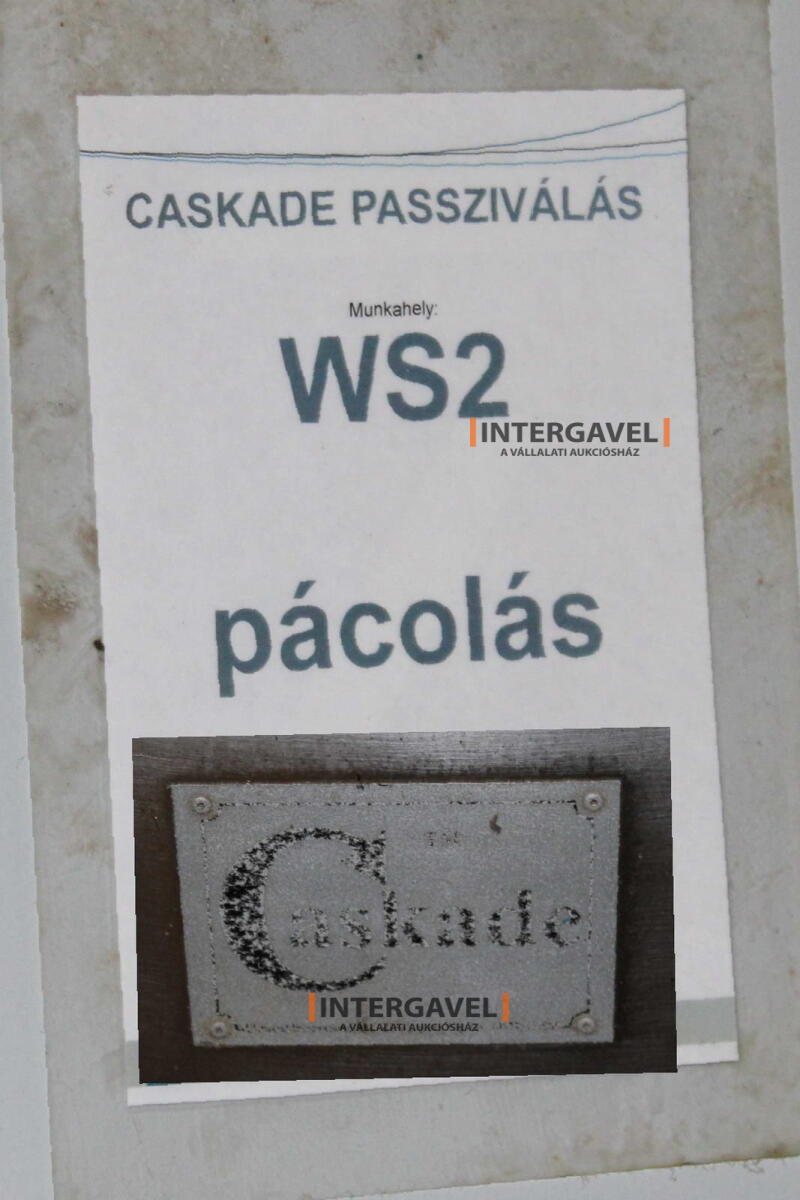 CASKADE PASSZIVÁLÁS
Munkahely:
WS2
INTERGAVEL
A VÁLLALATI AUKCIÓSHÁZ
pácolás
Caskade
INTERGAVEL
A VÁLLALATI AUKCIÓSHÁZ